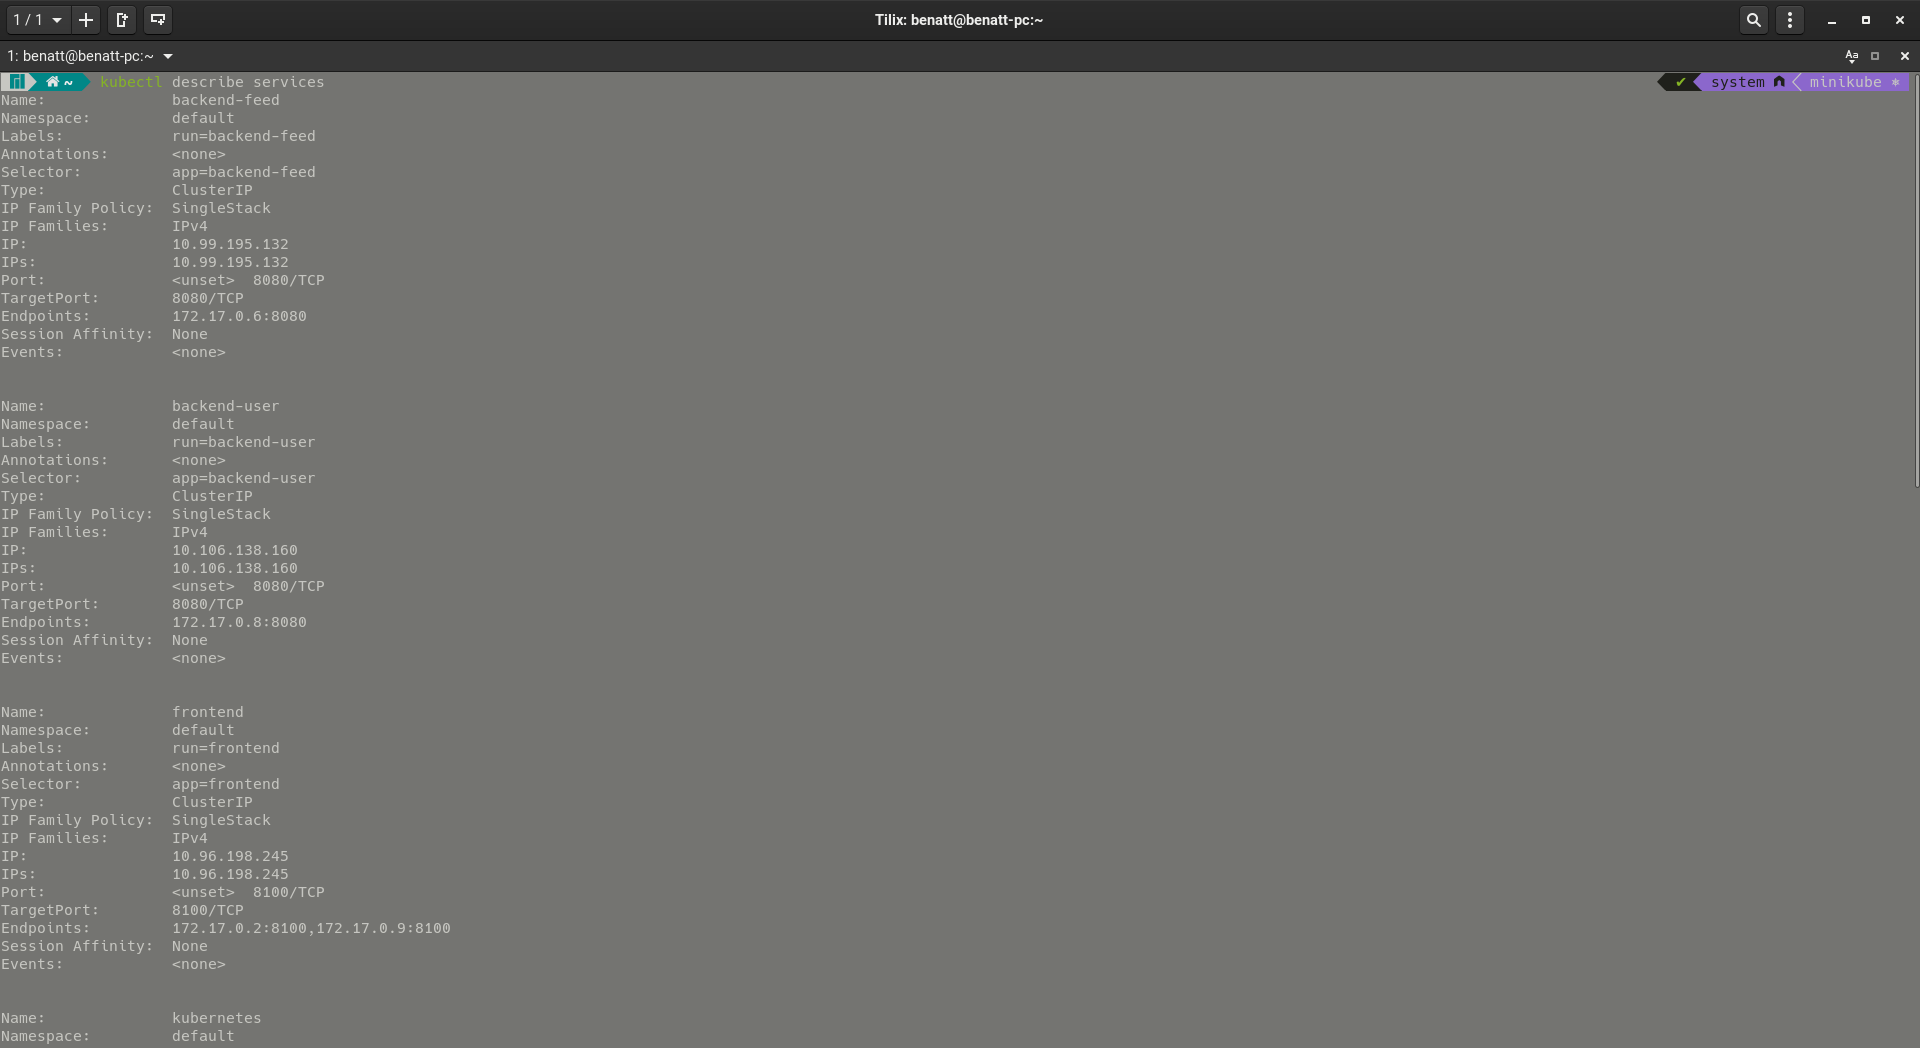 1 / 1
Tilix: benatt@benatt-pc:~
1: benatt@benatt-pc:~
~ kubectl describe services ✔ system minikube ⎈
Name: backend-feed
Namespace: default
Labels: run=backend-feed
Annotations: <none>
Selector: app=backend-feed
Type: ClusterIP
IP Family Policy: SingleStack
IP Families: IPv4
IP: 10.99.195.132
IPs: 10.99.195.132
Port: <unset> 8080/TCP
TargetPort: 8080/TCP
Endpoints: 172.17.0.6:8080
Session Affinity: None
Events: <none>
Name: backend-user
Namespace: default
Labels: run=backend-user
Annotations: <none>
Selector: app=backend-user
Type: ClusterIP
IP Family Policy: SingleStack
IP Families: IPv4
IP: 10.106.138.160
IPs: 10.106.138.160
Port: <unset> 8080/TCP
TargetPort: 8080/TCP
Endpoints: 172.17.0.8:8080
Session Affinity: None
Events: <none>
Name: frontend
Namespace: default
Labels: run=frontend
Annotations: <none>
Selector: app=frontend
Type: ClusterIP
IP Family Policy: SingleStack
IP Families: IPv4
IP: 10.96.198.245
IPs: 10.96.198.245
Port: <unset> 8100/TCP
TargetPort: 8100/TCP
Endpoints: 172.17.0.2:8100,172.17.0.9:8100
Session Affinity: None
Events: <none>
Name: kubernetes
Namespace: default